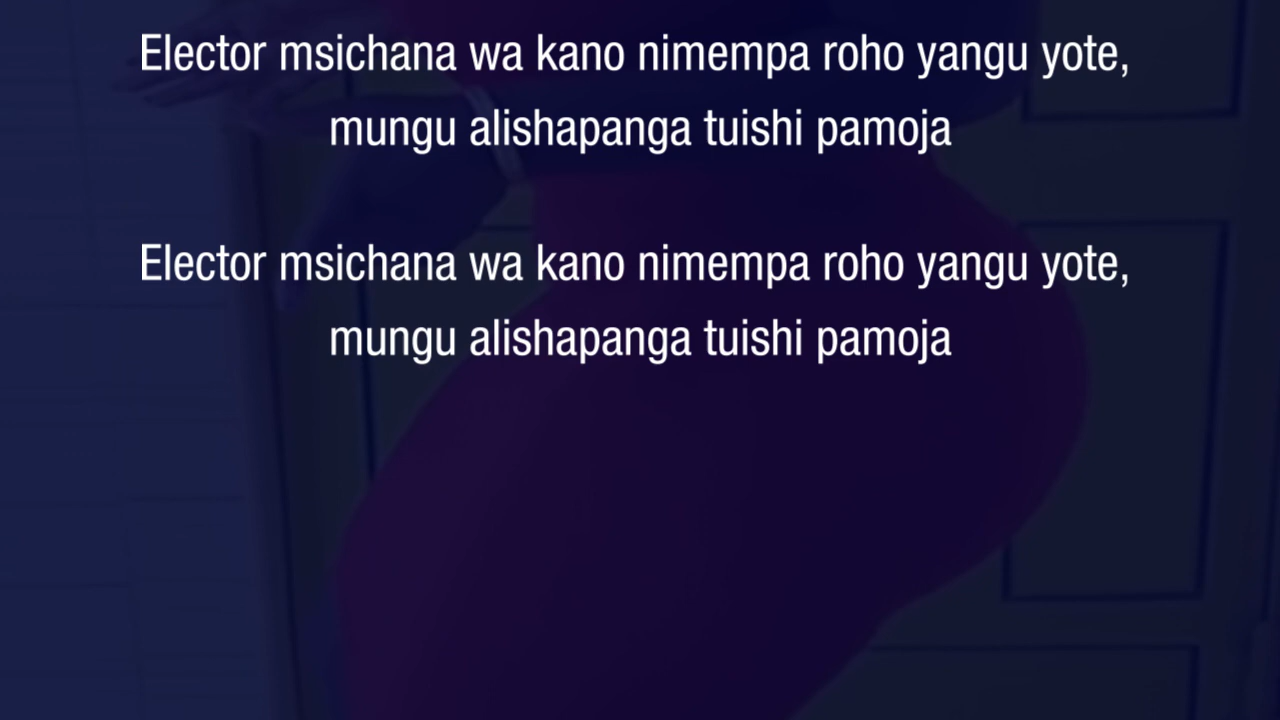 Elector msichana wa kano nimempa roho yangu yote,
mungu alishapanga tuishi pamoja
Elector msichana wa kano nimempa roho yangu yote,
mungu alishapanga tuishi pamoja